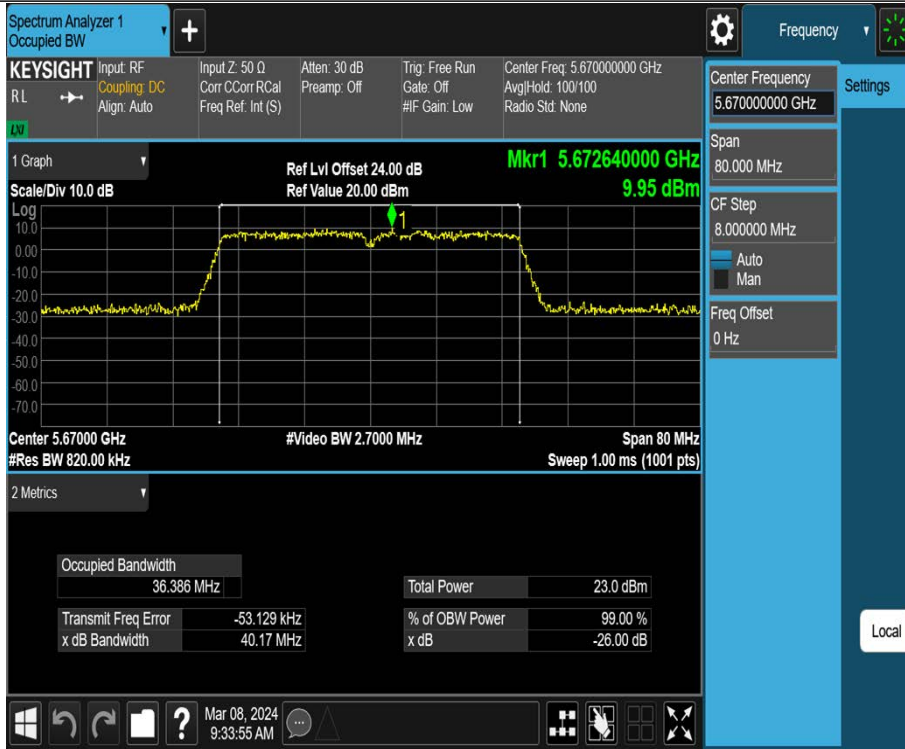 Spectrum Analyzer 1
Occupied BW
+
Frequency
KEYSIGHT
R L
LXI
Input: RF
Coupling: DC
Align: Auto
Input Z: 50 Ω
Corr CCorr RCal
Freq Ref: Int (S)
Atten: 30 dB
Preamp: Off
Trig: Free Run
Gate: Off
#IF Gain: Low
Center Freq: 5.670000000 GHz
Avg|Hold: 100/100
Radio Std: None
Center Frequency
5.670000000 GHz
Settings
Span
80.000 MHz
CF Step
8.000000 MHz
Auto
Man
Freq Offset
0 Hz
1 Graph
Scale/Div 10.0 dB
Ref Lvl Offset 24.00 dB
Ref Value 20.00 dBm
Mkr1 5.672640000 GHz
9.95 dBm
Log
1
10.0
0.00
-10.0
-20.0
-30.0
-40.0
-50.0
-60.0
-70.0
Center 5.67000 GHz
#Res BW 820.00 kHz
#Video BW 2.7000 MHz
Span 80 MHz
Sweep 1.00 ms (1001 pts)
2 Metrics
Occupied Bandwidth
36.386 MHz
Total Power 23.0 dBm
Transmit Freq Error -53.129 kHz
% of OBW Power 99.00 %
x dB Bandwidth 40.17 MHz
x dB -26.00 dB
Local
?
Mar 08, 2024
9:33:55 AM